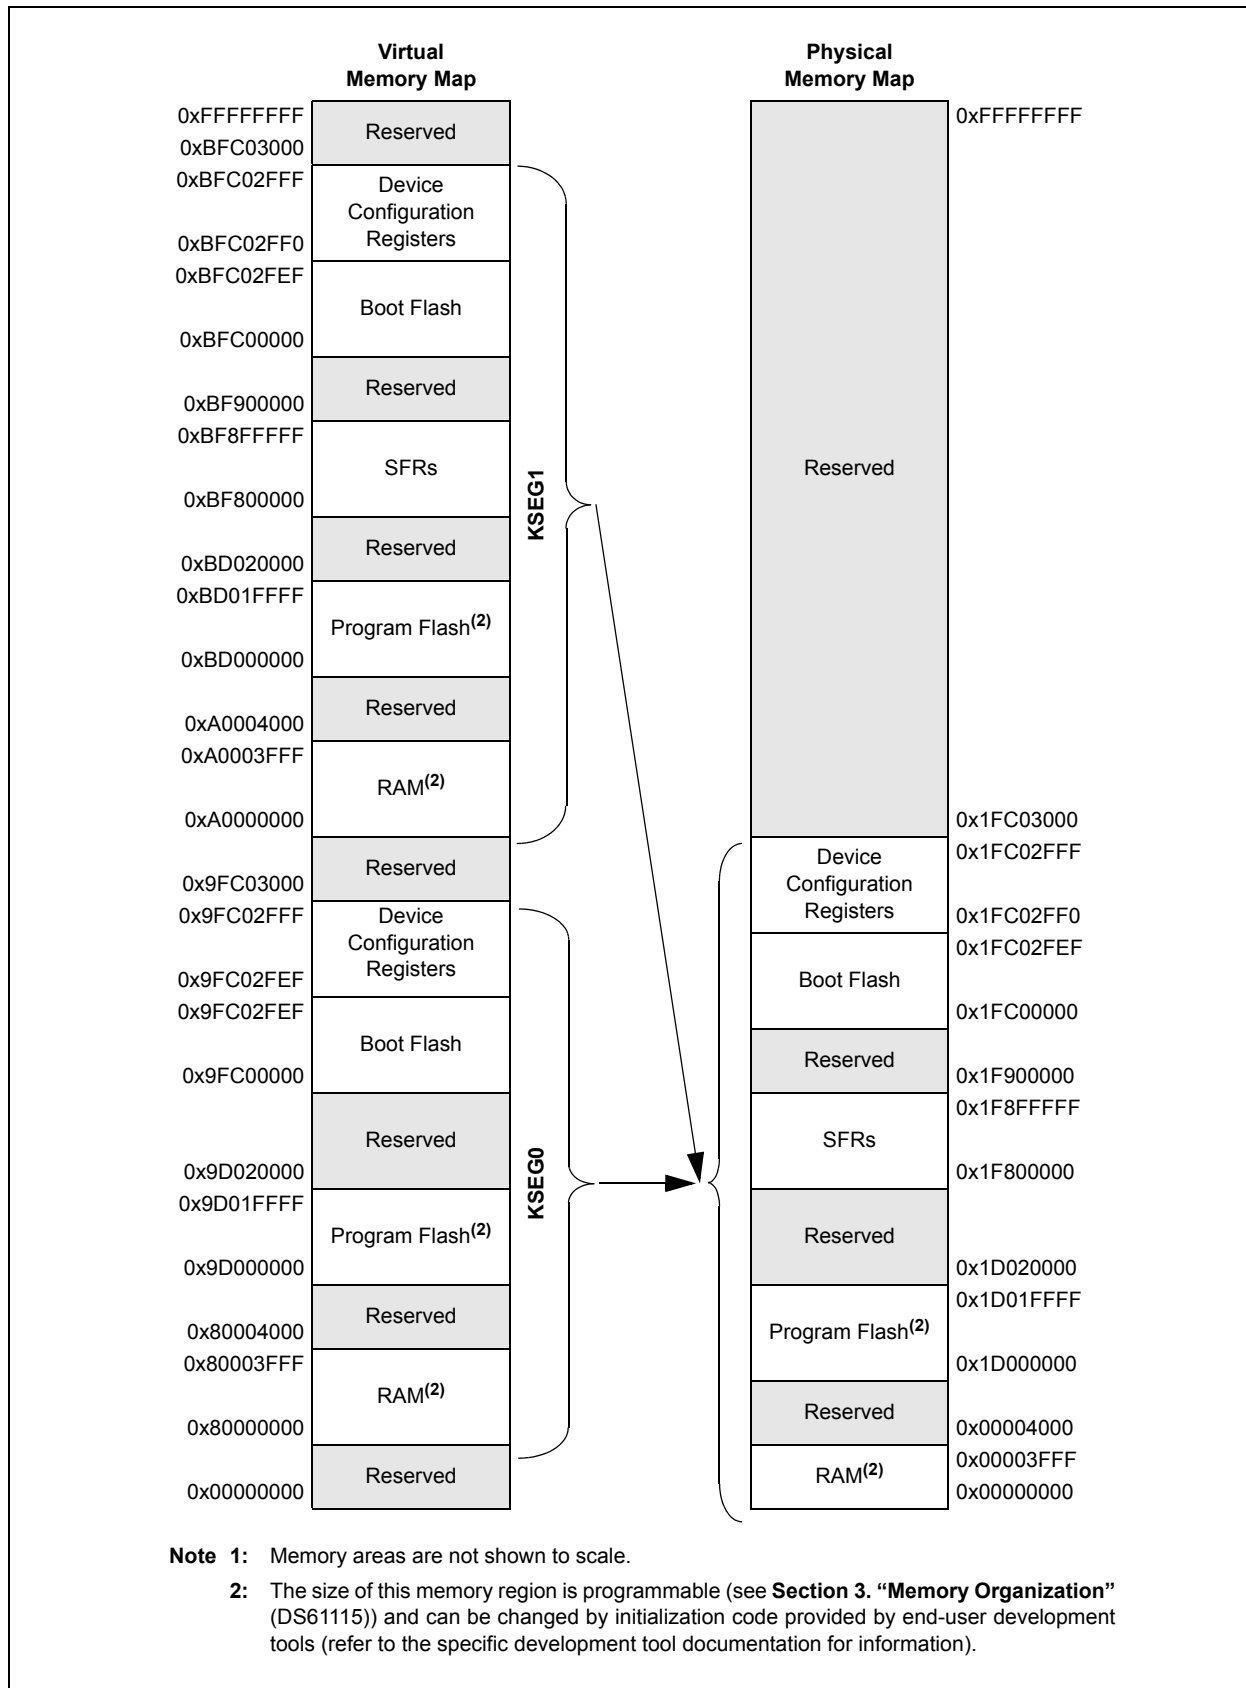 Virtual
Memory Map
0xFFFFFFFF
Reserved
0xBFC03000
0xBFC02FFF
Device
Configuration
Registers
0xBFC02FF0
0xBFC02FEF
Boot Flash
0xBFC00000
Reserved
0xBF900000
0xBF8FFFFF
SFRs
0xBF800000
Reserved
0xBD020000
0xBD01FFFF
Program Flash(2)
0xBD000000
Reserved
0xA0004000
0xA0003FFF
RAM(2)
0xA0000000
Reserved
0x9FC03000
0x9FC02FFF
Device
Configuration
Registers
0x9FC02FEF
0x9FC02FEF
Boot Flash
0x9FC00000
Reserved
0x9D020000
0x9D01FFFF
Program Flash(2)
0x9D000000
Reserved
0x80004000
0x80003FFF
RAM(2)
0x80000000
Reserved
0x00000000
KSEG1
KSEG0
Physical
Memory Map
0xFFFFFFFF
Reserved
0x1FC03000
0x1FC02FFF
Device
Configuration
Registers
0x1FC02FF0
0x1FC02FEF
Boot Flash
0x1FC00000
Reserved
0x1F900000
0x1F8FFFFF
SFRs
0x1F800000
Reserved
0x1D020000
0x1D01FFFF
Program Flash(2)
0x1D000000
Reserved
0x00004000
0x00003FFF
RAM(2)
0x00000000
Note 1: Memory areas are not shown to scale.
2: The size of this memory region is programmable (see Section 3. “Memory Organization”
(DS61115)) and can be changed by initialization code provided by end-user development
tools (refer to the specific development tool documentation for information).